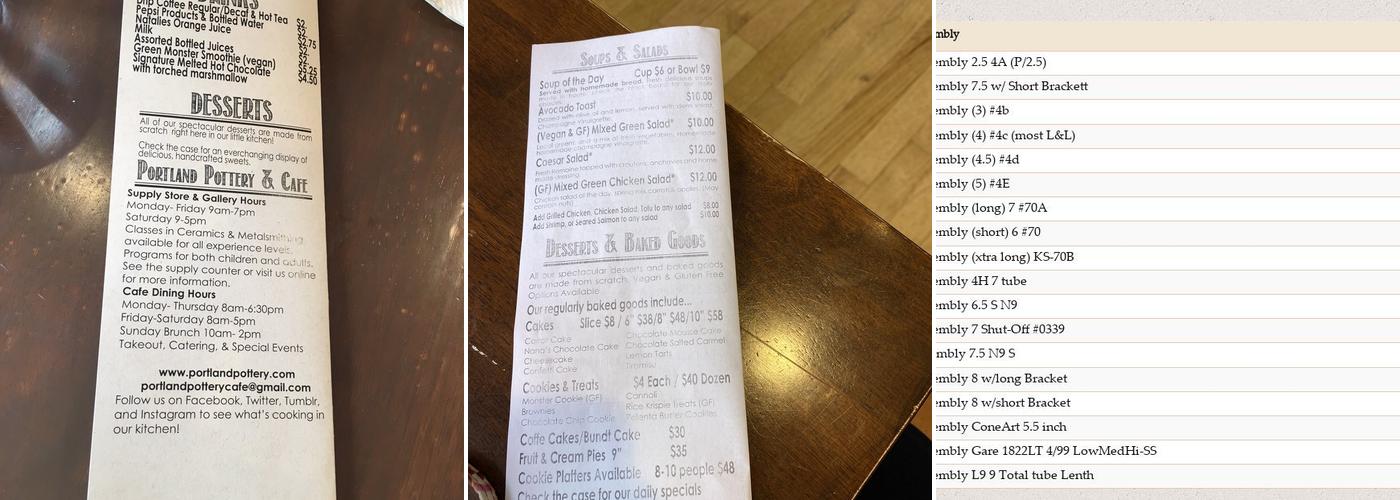 DRINKS
Drip Coffee Regular/Decaf & Hot Tea $2.
Pepsi Products & Bottled Water $2.
Natalies Orange Juice $2.75
Milk
Assorted Bottled Juices
Green Monster Smoothie (vegan)
Signature Melted Hot Chocolate
with torched marshmallow $4.50
DESSERTS
All of our spectacular desserts are made from
scratch right here in our little kitchen!
Check the case for an everchanging display of
delicious, handcrafted sweets.
PORTLAND POTTERY & CAFE
Supply Store & Gallery Hours
Monday- Friday 9am-7pm
Saturday 9-5pm
Classes in Ceramics & Metalsmithing
available for all experience levels.
Programs for both children and adults.
See the supply counter or visit us online
for more information.
Cafe Dining Hours
Monday- Thursday 8am-6:30pm
Friday-Saturday 8am-5pm
Sunday Brunch 10am- 2pm
Takeout, Catering, & Special Events
www.portlandpottery.com
portlandpotterycafe@gmail.com
Follow us on Facebook, Twitter, Tumblr,
and Instagram to see what's cooking in
our kitchen!
SOUPS & SALADS
Soup of the Day Cup $6 or Bowl $9
Served with homemade bread.
Avocado Toast $10.00
(Vegan & GF) Mixed Green Salad* $10.00
Caesar Salad* $12.00
(GF) Mixed Green Chicken Salad* $12.00
Add Grilled Chicken, Chicken Salad, Tofu to any salad $8.00
Add Shrimp, or Seared Salmon to any salad $10.00
DESSERTS & BAKED GOODS
All our spectacular desserts and baked goods
are made from scratch. Vegan & Gluten Free
Options Available
Our regularly baked goods include...
Cakes Slice $8 / 6" $38/8" $48/10" $58
Carrot Cake Chocolate Mousse Cake
Nana's Chocolate Cake Chocolate Salted Carmel
Cheesecake Lemon Tarts
Confetti Cake Tiramisu
Cookies & Treats $4 Each / $40 Dozen
Monster Cookie (GF) Cannoli
Brownies Rice Krispie Treats (GF)
Chocolate Chip Cookie Polenta Butter Cookies
Coffe Cakes/Bundt Cake $30
Fruit & Cream Pies 9" $35
Cookie Platters Available 8-10 people $48
Check the case for our daily specials
mbly
embly 2.5 4A (P/2.5)
embly 7.5 w/ Short Brackett
embly (3) #4b
embly (4) #4c (most L&L)
embly (4.5) #4d
embly (5) #4E
embly (long) 7 #70A
embly (short) 6 #70
embly (xtra long) KS-70B
embly 4H 7 tube
embly 6.5 S N9
embly 7 Shut-Off #0339
embly 7.5 N9 S
embly 8 w/long Bracket
embly 8 w/short Bracket
embly ConeArt 5.5 inch
embly Gare 1822LT 4/99 LowMedHi-SS
embly L9 9 Total tube Lenth